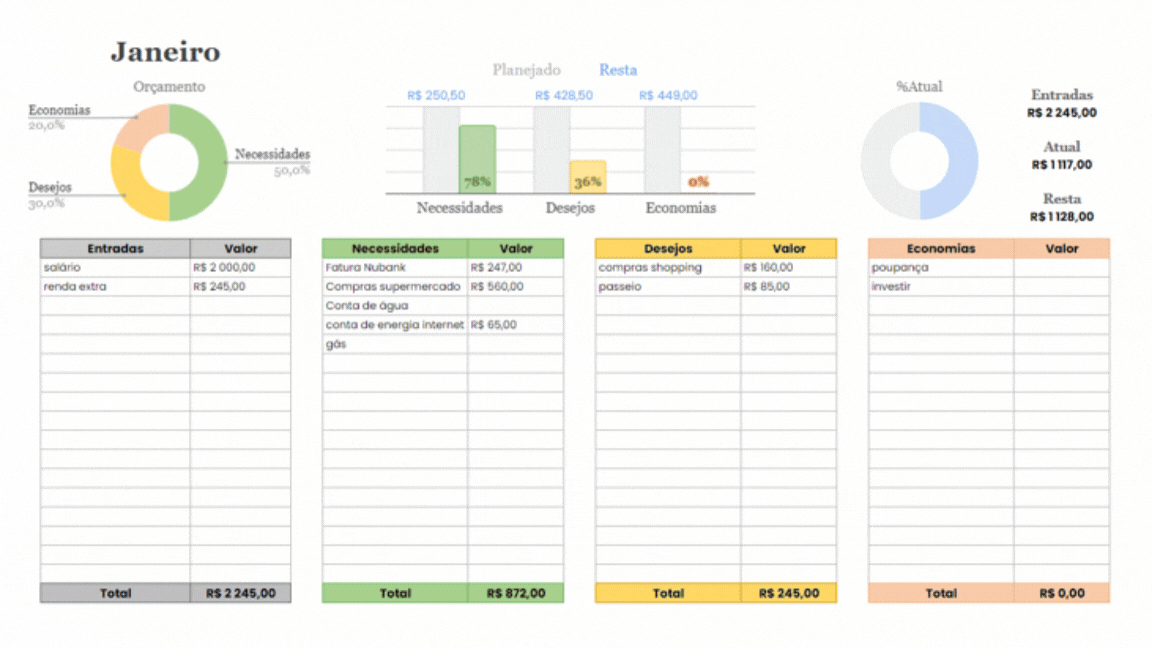 Janeiro
Orçamento
Economias
20,0%
Necessidades
50,0%
Desejos
30,0%
Planejado Resta
R$ 250,50 R$ 428,50 R$ 449,00
78% 36% 0%
Necessidades Desejos Economias
%Atual
Entradas
R$ 2 245,00
Atual
R$ 1 117,00
Resta
R$ 1 128,00
Entradas Valor
salário R$ 2 000,00
renda extra R$ 245,00
Total R$ 2 245,00
Necessidades Valor
Fatura Nubank R$ 247,00
Compras supermercado R$ 560,00
Conta de água
conta de energia internet R$ 65,00
gás
Total R$ 872,00
Desejos Valor
compras shopping R$ 160,00
passeio R$ 85,00
Total R$ 245,00
Economias Valor
poupança
investir
Total R$ 0,00